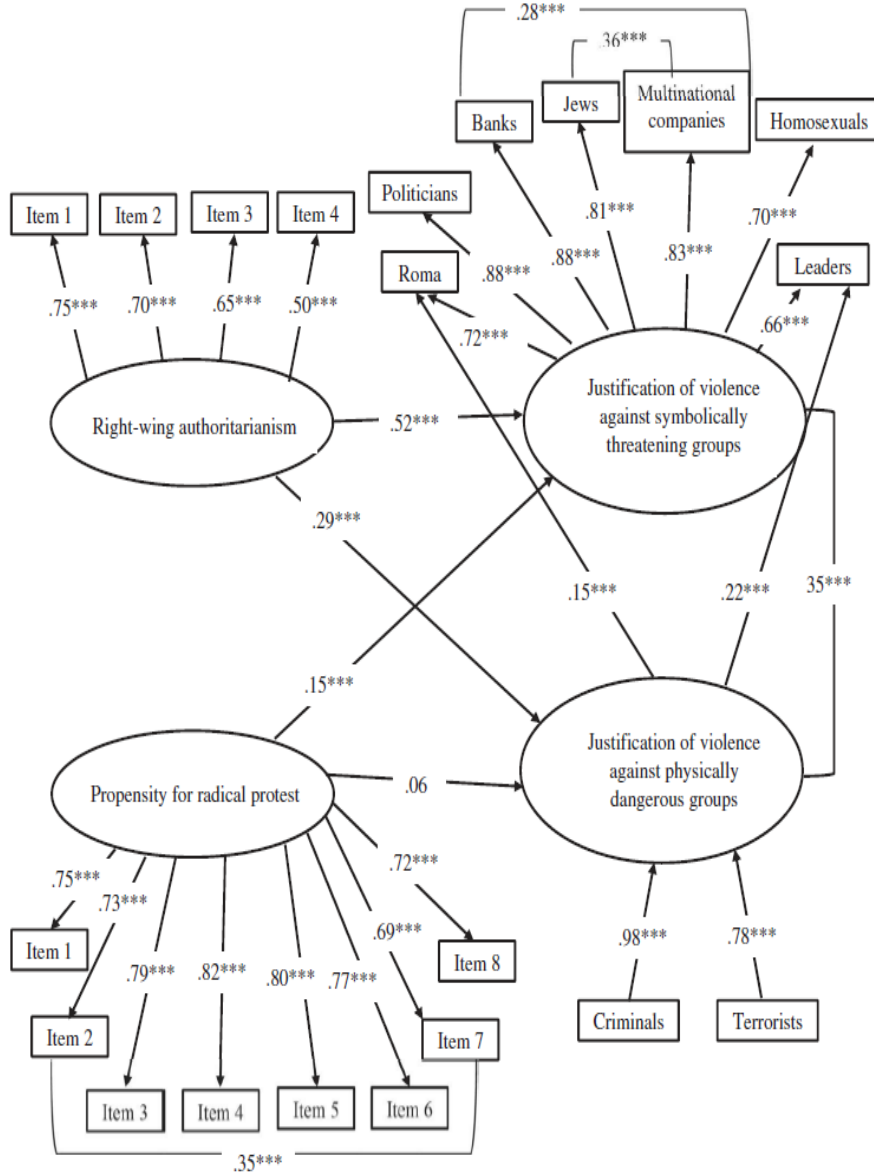 .28***
.36***
Banks
Jews
Multinational
companies
Homosexuals
Politicians
Roma
Leaders
Item 1
Item 2
Item 3
Item 4
.75***
.70***
.65***
.50***
.72***
.88***
.88***
.81***
.83***
.70***
.66***
Right-wing authoritarianism
.52***
Justification of violence
against symbolically
threatening groups
.29***
.15***
.15***
.22***
35***
Propensity for radical protest
.06
Justification of violence
against physically
dangerous groups
.75***
.73***
.79***
.82***
.80***
.77***
.69***
.72***
Item 1
Item 2
Item 3
Item 4
Item 5
Item 6
Item 7
Item 8
.35***
.98***
.78***
Criminals
Terrorists